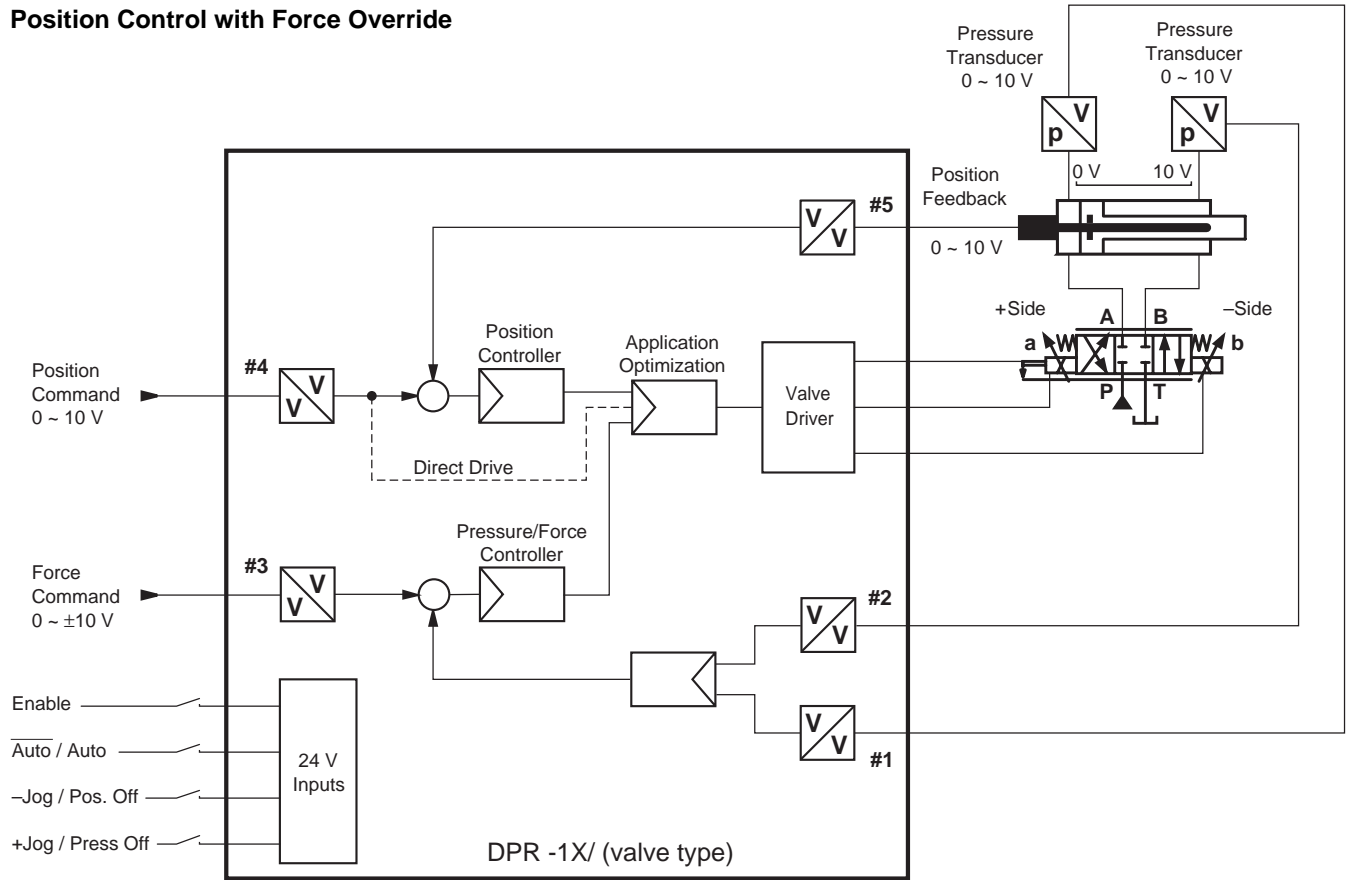 Position Control with Force Override
Pressure
Transducer
0 ~ 10 V
Pressure
Transducer
0 ~ 10 V
V
p
V
p
0 V 10 V
Position
Feedback
0 ~ 10 V
#5
V
V
+Side
–Side
A B
a
b
P T
Position
Command
0 ~ 10 V
#4
V
V
Position
Controller
Application
Optimization
Valve
Driver
Direct Drive
Force
Command
0 ~ ±10 V
#3
V
V
Pressure/Force
Controller
#2
V
V
V
V
#1
Enable
A̅u̅t̅o̅ / Auto
–Jog / Pos. Off
+Jog / Press Off
24 V
Inputs
DPR -1X/ (valve type)